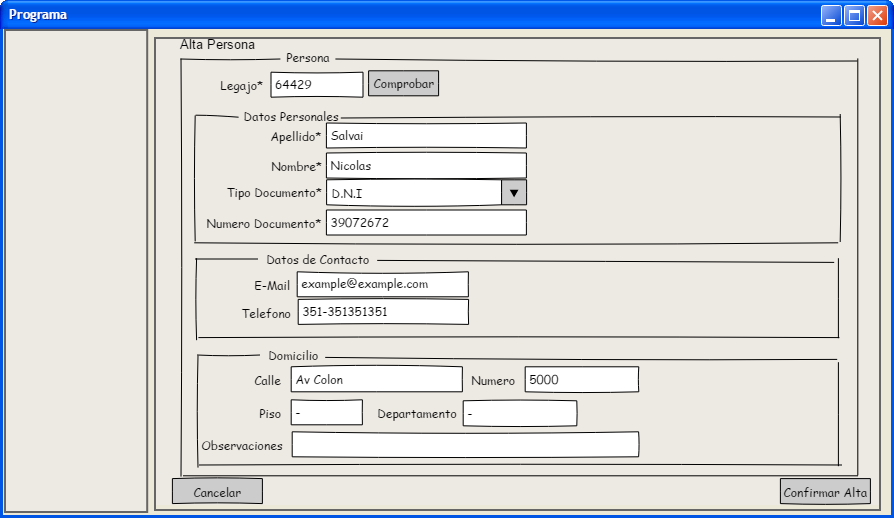 Programa
Alta Persona
Persona
Legajo* 64429 Comprobar
Datos Personales
Apellido* Salvai
Nombre* Nicolas
Tipo Documento* D.N.I
Numero Documento* 39072672
Datos de Contacto
E-Mail example@example.com
Telefono 351-351351351
Domicilio
Calle Av Colon Numero 5000
Piso - Departamento -
Observaciones
Cancelar Confirmar Alta